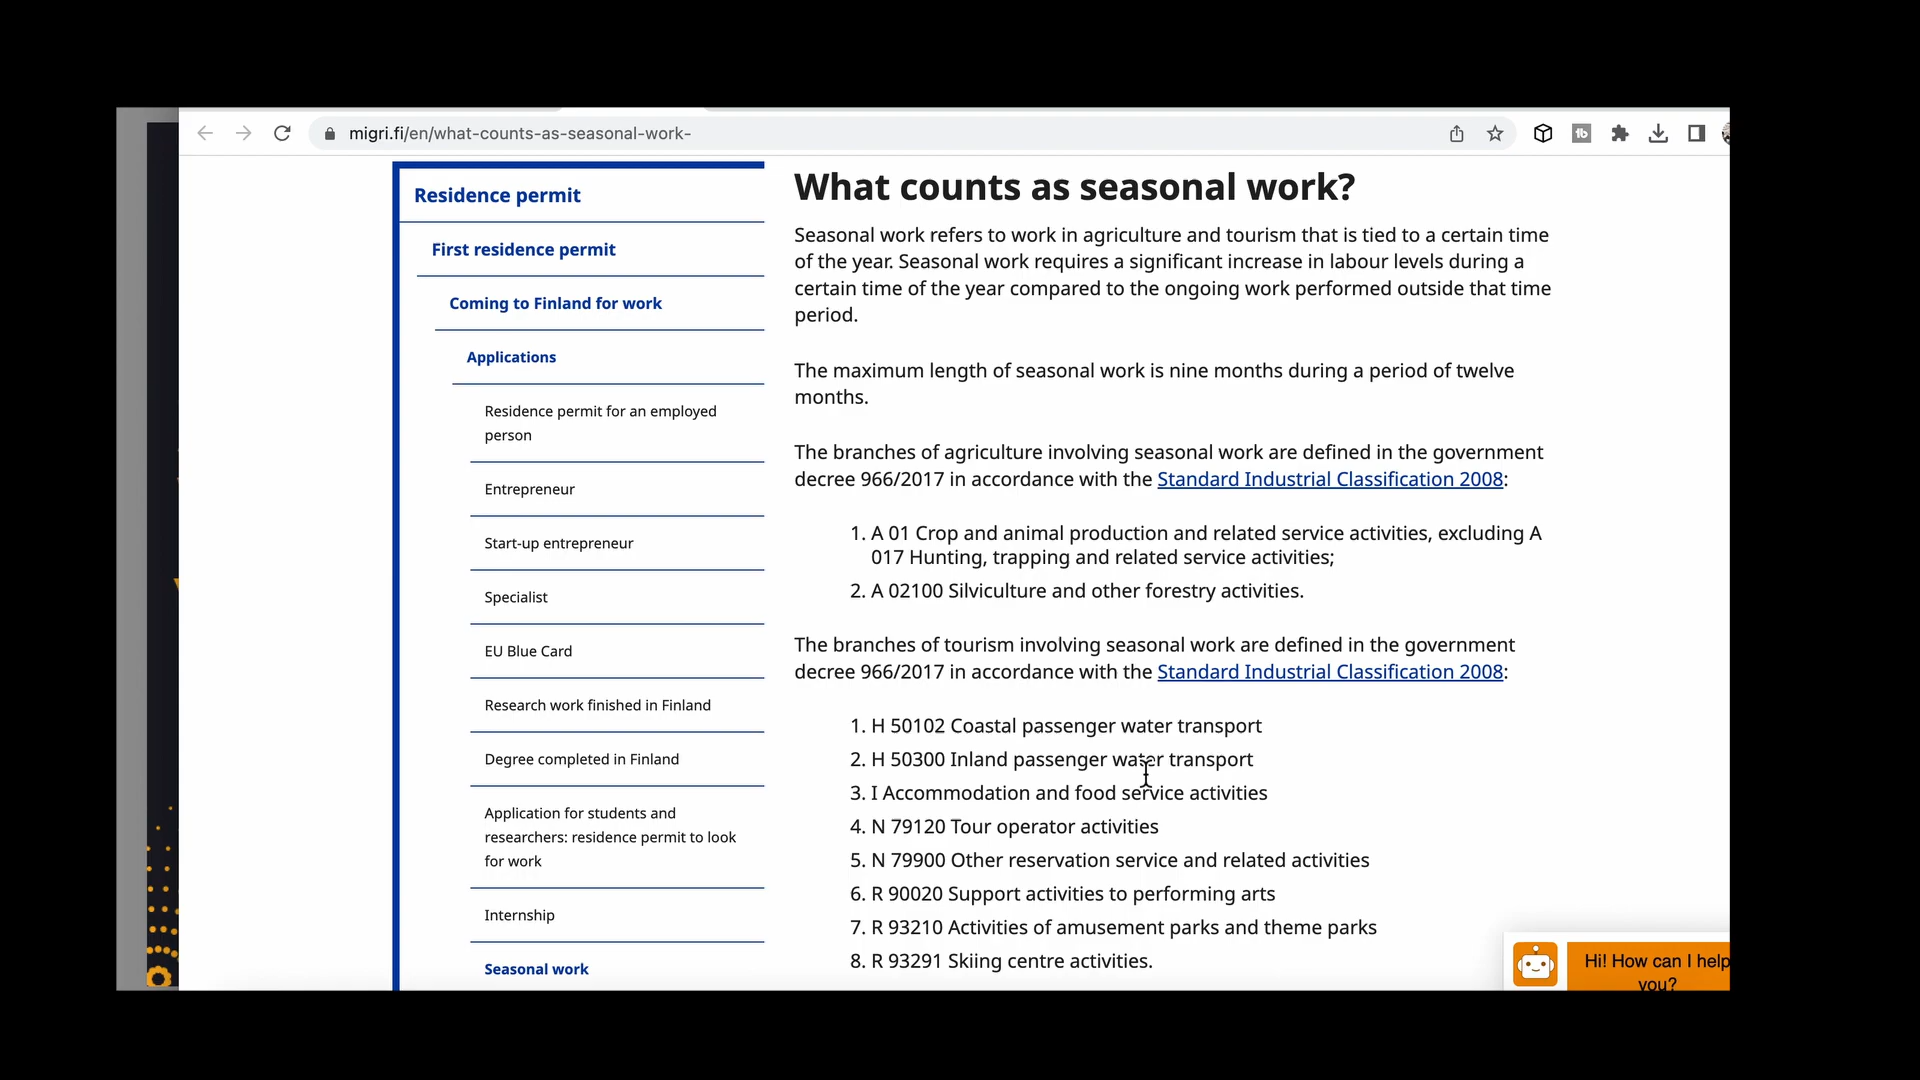 migri.fi/en/what-counts-as-seasonal-work-
Residence permit
First residence permit
Coming to Finland for work
Applications
Residence permit for an employed
person
Entrepreneur
Start-up entrepreneur
Specialist
EU Blue Card
Research work finished in Finland
Degree completed in Finland
Application for students and
researchers: residence permit to look
for work
Internship
Seasonal work
What counts as seasonal work?
Seasonal work refers to work in agriculture and tourism that is tied to a certain time
of the year. Seasonal work requires a significant increase in labour levels during a
certain time of the year compared to the ongoing work performed outside that time
period.
The maximum length of seasonal work is nine months during a period of twelve
months.
The branches of agriculture involving seasonal work are defined in the government
decree 966/2017 in accordance with the Standard Industrial Classification 2008:
1. A 01 Crop and animal production and related service activities, excluding A
017 Hunting, trapping and related service activities;
2. A 02100 Silviculture and other forestry activities.
The branches of tourism involving seasonal work are defined in the government
decree 966/2017 in accordance with the Standard Industrial Classification 2008:
1. H 50102 Coastal passenger water transport
2. H 50300 Inland passenger water transport
3. I Accommodation and food service activities
4. N 79120 Tour operator activities
5. N 79900 Other reservation service and related activities
6. R 90020 Support activities to performing arts
7. R 93210 Activities of amusement parks and theme parks
8. R 93291 Skiing centre activities.
Hi! How can I help
you?